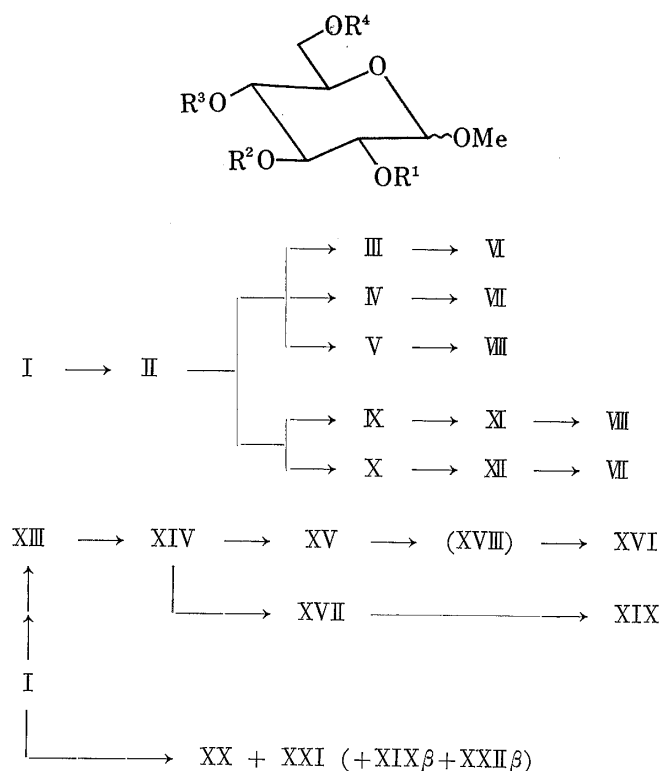 OR⁴
O
R³O
OMe
R²O
OR¹
Ⅲ → Ⅵ
Ⅳ → Ⅶ
Ⅰ → Ⅱ → Ⅴ → Ⅷ
Ⅸ → Ⅺ → Ⅷ
Ⅹ → Ⅻ → Ⅶ
XIII → XIV → XV → (XVIII) → XVI
XVII → XIX
I
XX + XXI (+XIXβ+XXIIβ)